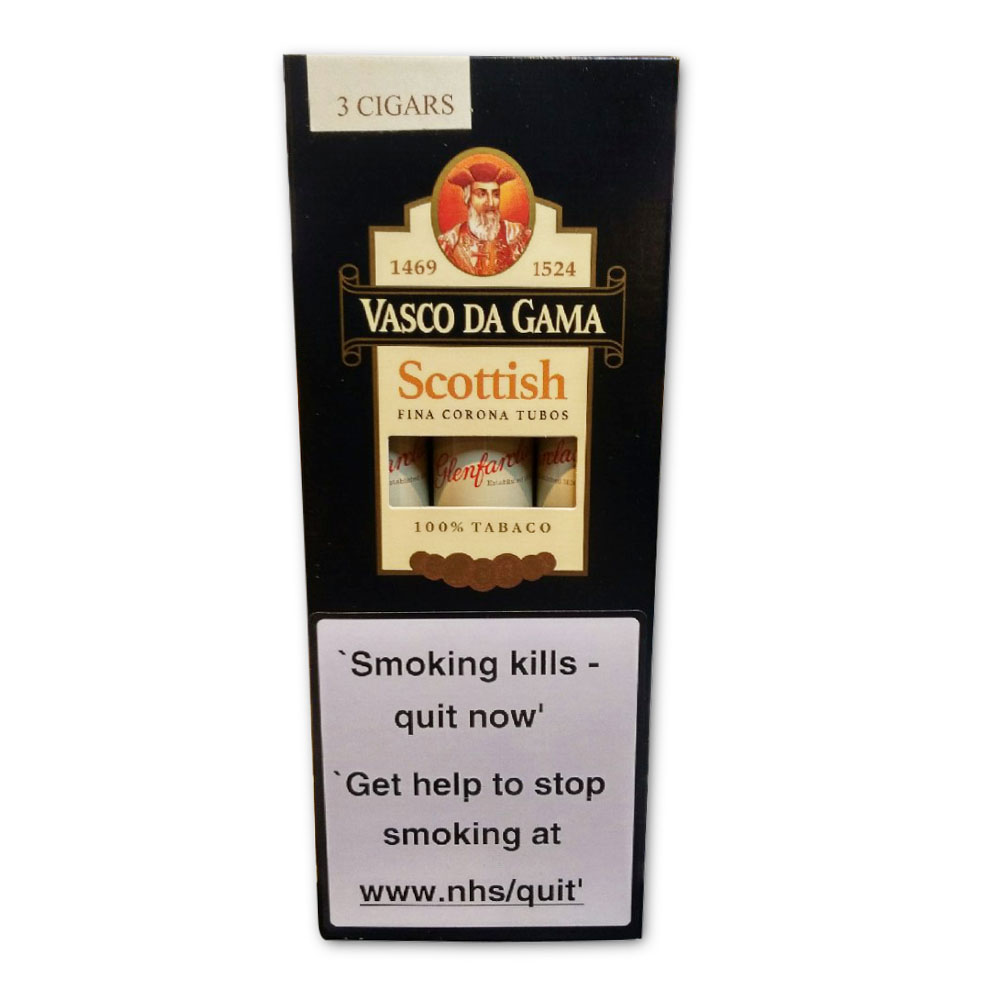 3 CIGARS
1469 1524
VASCO DA GAMA
Scottish
FINA CORONA TUBOS
100% TABACO
`Smoking kills -
quit now'
`Get help to stop
smoking at
www.nhs/quit'